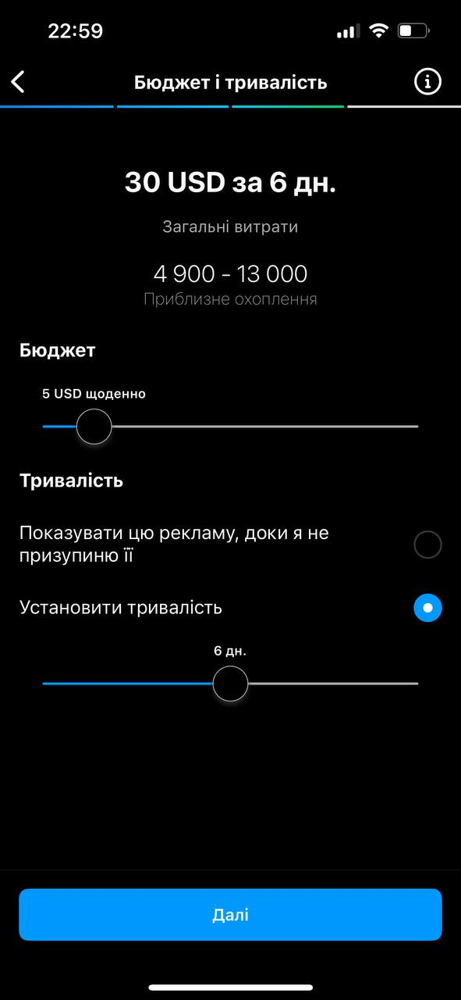 22:59
Бюджет і тривалість
30 USD за 6 дн.
Загальні витрати
4 900 – 13 000
Приблизне охоплення
Бюджет
5 USD щоденно
Тривалість
Показувати цю рекламу, доки я не
призупиню її
Установити тривалість
6 дн.
Далі